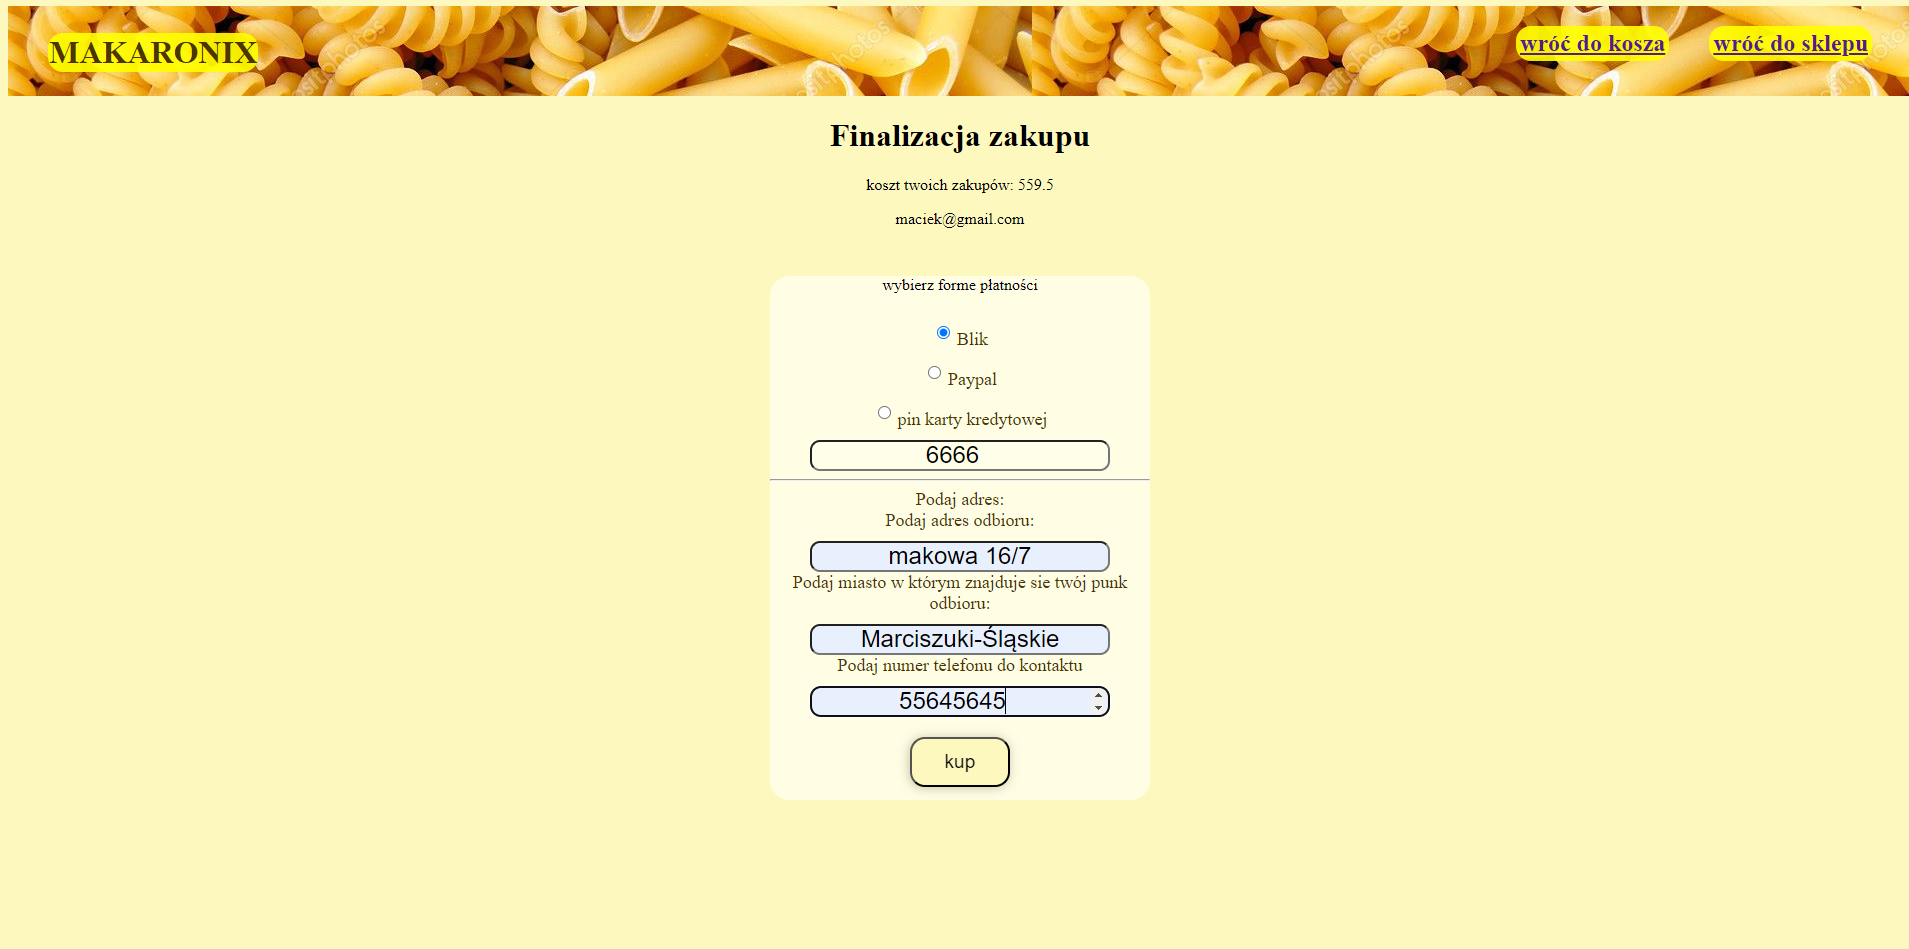 MAKARONIX
wróć do kosza
wróć do sklepu
Finalizacja zakupu
koszt twoich zakupów: 559.5
maciek@gmail.com
wybierz forme płatności
Blik
Paypal
pin karty kredytowej
6666
Podaj adres:
Podaj adres odbioru:
makowa 16/7
Podaj miasto w którym znajduje sie twój punk
odbioru:
Marciszuki-Śląskie
Podaj numer telefonu do kontaktu
55645645
kup